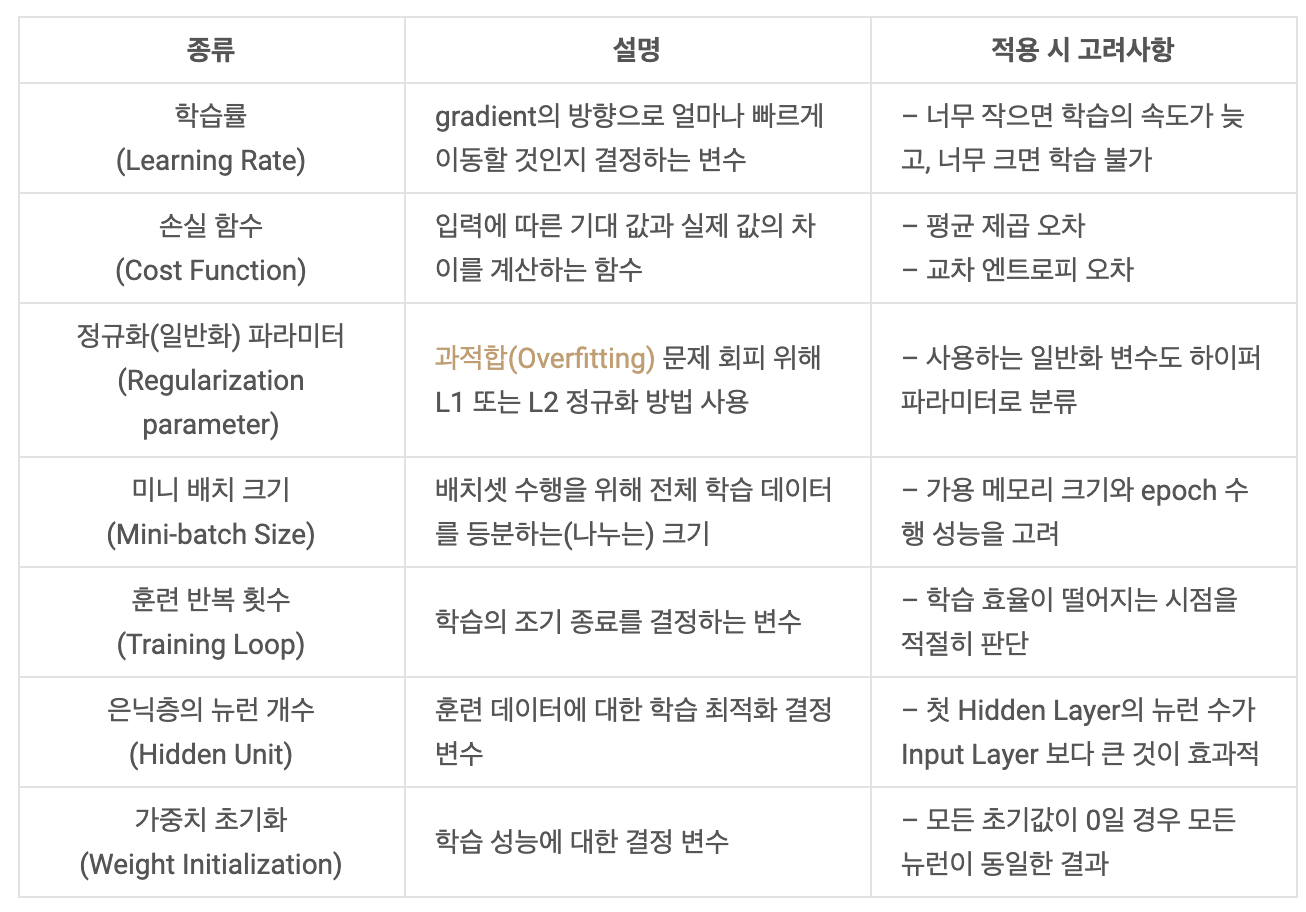 종류
설명
적용 시 고려사항
학습률
(Learning Rate)
gradient의 방향으로 얼마나 빠르게
이동할 것인지 결정하는 변수
– 너무 작으면 학습의 속도가 늦
고, 너무 크면 학습 불가
손실 함수
(Cost Function)
입력에 따른 기대 값과 실제 값의 차
이를 계산하는 함수
– 평균 제곱 오차
– 교차 엔트로피 오차
정규화(일반화) 파라미터
(Regularization
parameter)
과적합(Overfitting) 문제 회피 위해
L1 또는 L2 정규화 방법 사용
– 사용하는 일반화 변수도 하이퍼
파라미터로 분류
미니 배치 크기
(Mini-batch Size)
배치셋 수행을 위해 전체 학습 데이터
를 등분하는(나누는) 크기
– 가용 메모리 크기와 epoch 수
행 성능을 고려
훈련 반복 횟수
(Training Loop)
학습의 조기 종료를 결정하는 변수
– 학습 효율이 떨어지는 시점을
적절히 판단
은닉층의 뉴런 개수
(Hidden Unit)
훈련 데이터에 대한 학습 최적화 결정
변수
– 첫 Hidden Layer의 뉴런 수가
Input Layer 보다 큰 것이 효과적
가중치 초기화
(Weight Initialization)
학습 성능에 대한 결정 변수
– 모든 초기값이 0일 경우 모든
뉴런이 동일한 결과